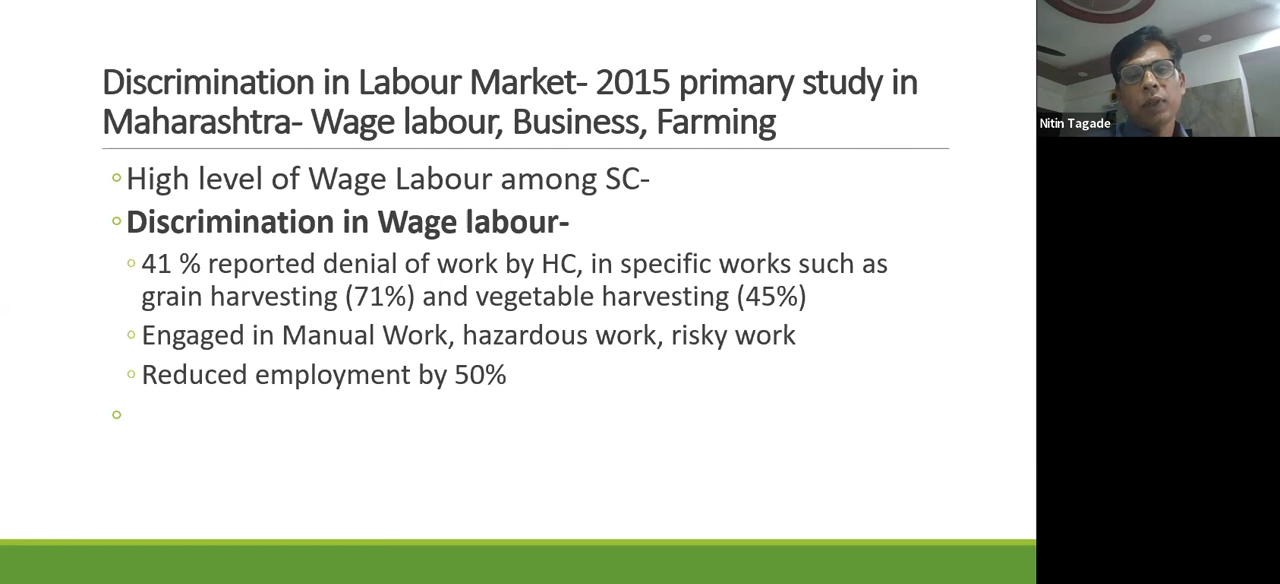 Discrimination in Labour Market- 2015 primary study in
Maharashtra- Wage labour, Business, Farming
High level of Wage Labour among SC-
Discrimination in Wage labour-
41 % reported denial of work by HC, in specific works such as
grain harvesting (71%) and vegetable harvesting (45%)
Engaged in Manual Work, hazardous work, risky work
Reduced employment by 50%
Nitin Tagade